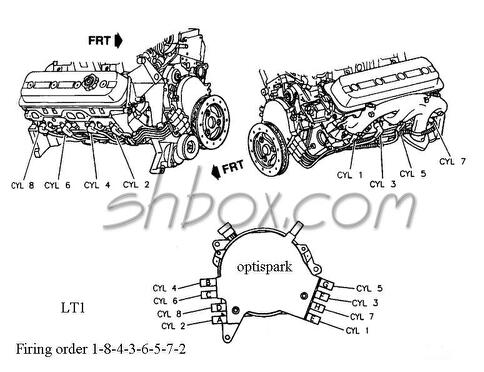 FRT
CYL 8
CYL 6
CYL 4
CYL 2
FRT
CYL 1
CYL 3
CYL 5
CYL 7
shbox.com
optispark
CYL 4 B
CYL 6 C
CYL 8 D
CYL 2 A
G CYL 5
CYL 3
H CYL 7
CYL 1
LT1
Firing order 1-8-4-3-6-5-7-2